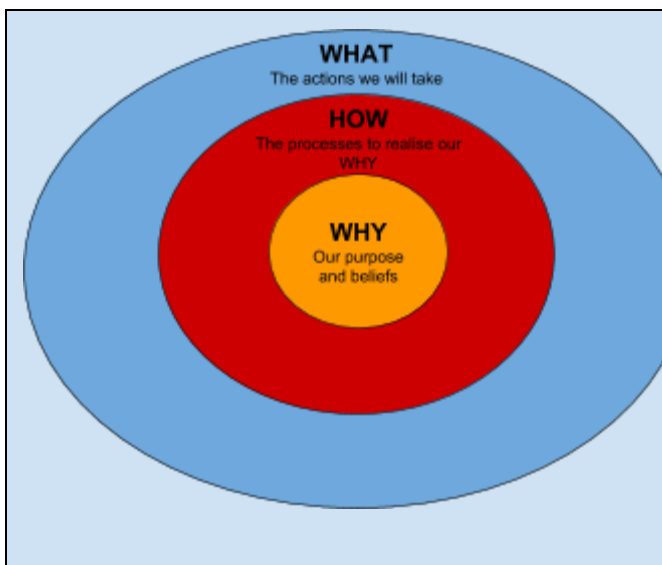 WHAT
The actions we will take
HOW
The processes to realise our
WHY
WHY
Our purpose
and beliefs